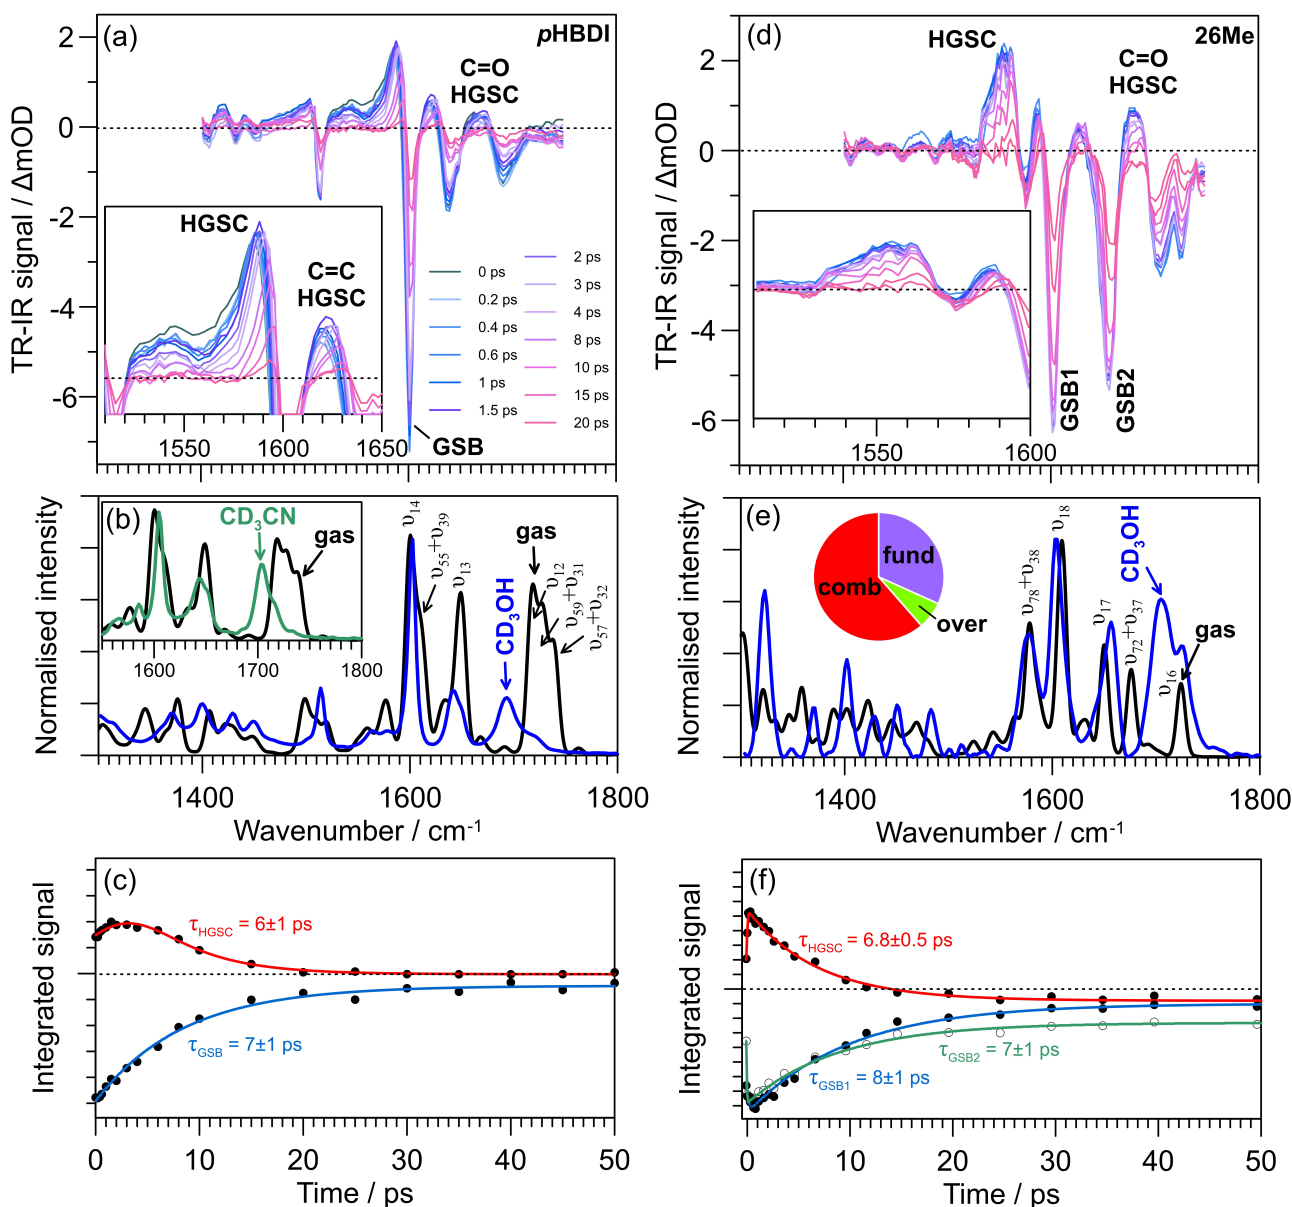 (a)
pHBDI
C=O
HGSC
TR-IR signal / ΔmOD
2
0
-2
-4
-6
HGSC
C=C
HGSC
1550
1600
1650
0 ps
0.2 ps
0.4 ps
0.6 ps
1 ps
1.5 ps
2 ps
3 ps
4 ps
8 ps
10 ps
15 ps
20 ps
GSB
(d)
26Me
HGSC
C=O
HGSC
TR-IR signal / ΔmOD
2
0
-2
-4
-6
1550
1600
GSB1
GSB2
(b)
CD3CN
gas
1600
1700
1800
Normalised intensity
υ14
υ55+υ39
υ13
gas
υ12
υ59+υ31
υ57+υ32
CD3OH
1400
1600
1800
Wavenumber / cm-1
(e)
comb
fund
over
Normalised intensity
υ78+υ38
υ18
υ17
υ72+υ37
υ16
CD3OH
gas
1400
1600
1800
Wavenumber / cm-1
(c)
Integrated signal
τHGSC = 6±1 ps
τGSB = 7±1 ps
0
10
20
30
40
50
Time / ps
(f)
Integrated signal
τHGSC = 6.8±0.5 ps
τGSB2 = 7±1 ps
τGSB1 = 8±1 ps
0
10
20
30
40
50
Time / ps